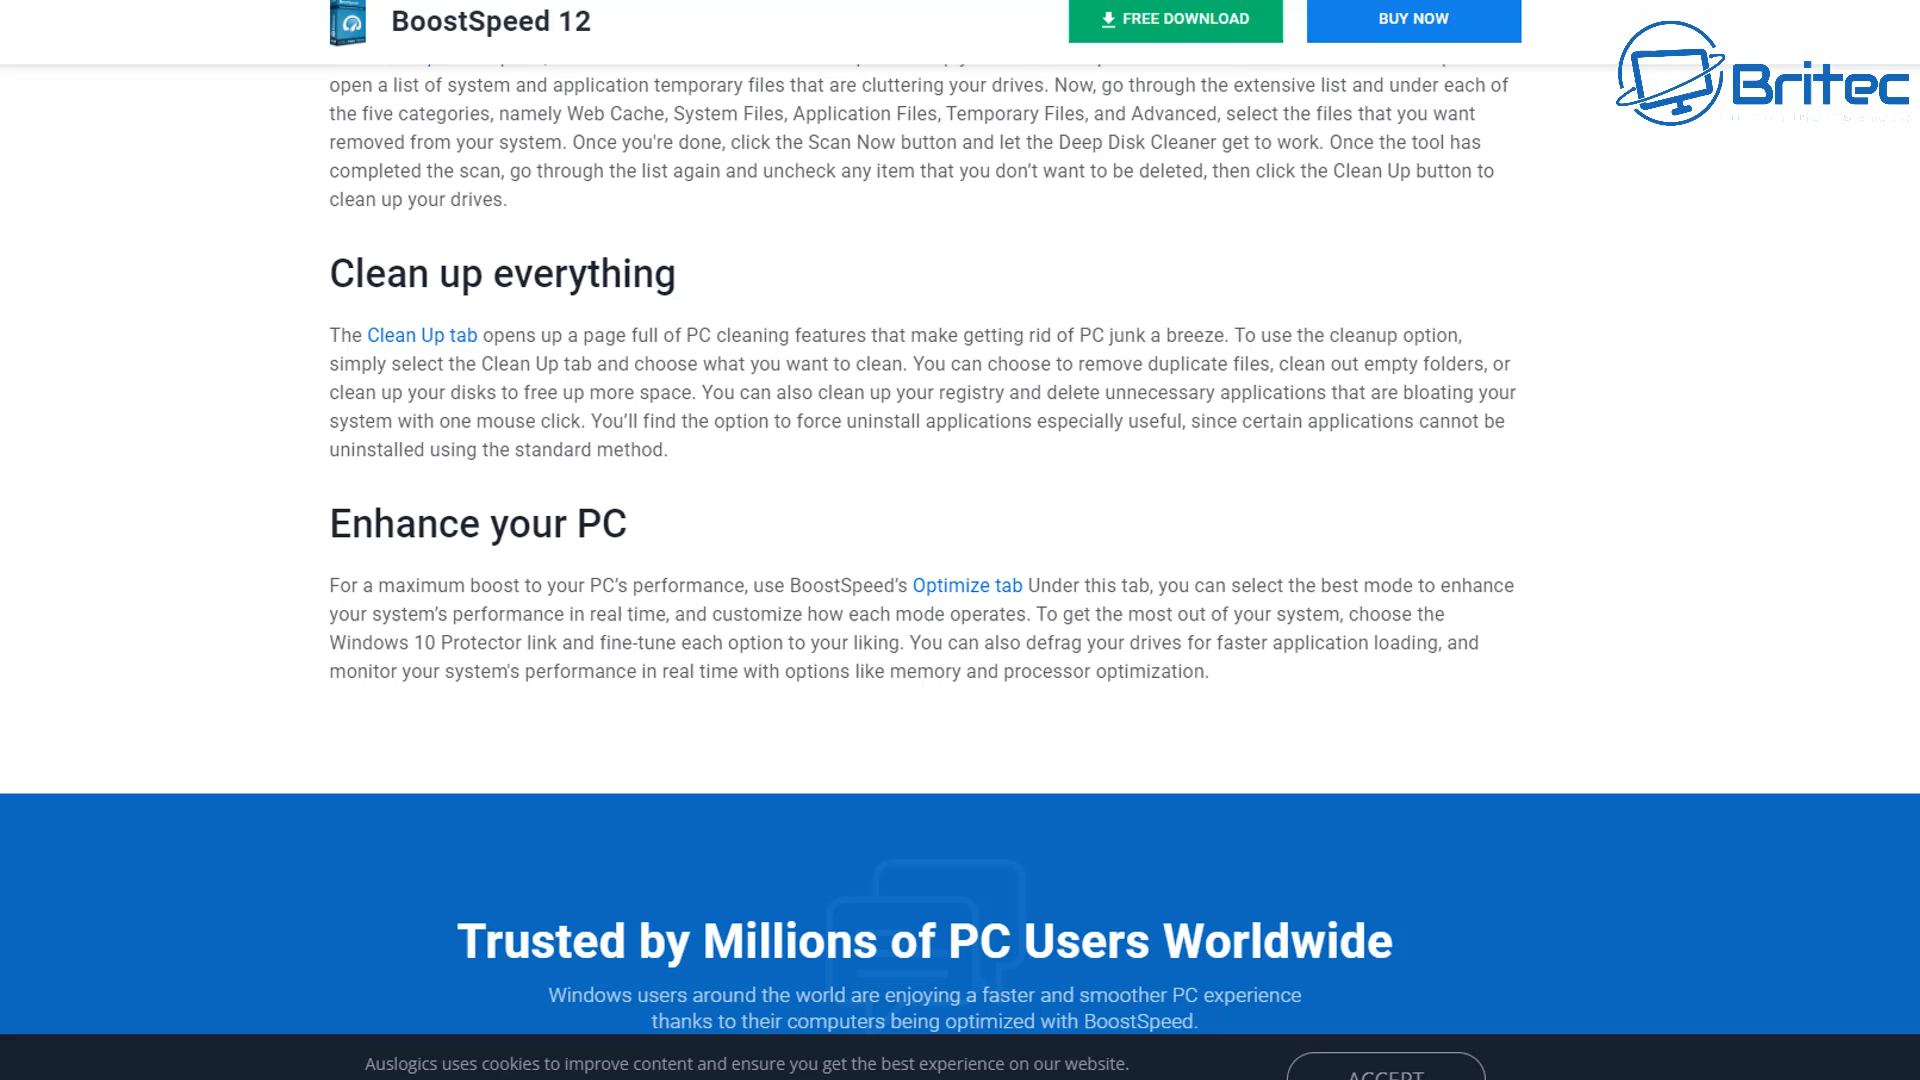 BoostSpeed 12
FREE DOWNLOAD
BUY NOW
Britec
open a list of system and application temporary files that are cluttering your drives. Now, go through the extensive list and under each of
the five categories, namely Web Cache, System Files, Application Files, Temporary Files, and Advanced, select the files that you want
removed from your system. Once you're done, click the Scan Now button and let the Deep Disk Cleaner get to work. Once the tool has
completed the scan, go through the list again and uncheck any item that you don’t want to be deleted, then click the Clean Up button to
clean up your drives.
Clean up everything
The Clean Up tab opens up a page full of PC cleaning features that make getting rid of PC junk a breeze. To use the cleanup option,
simply select the Clean Up tab and choose what you want to clean. You can choose to remove duplicate files, clean out empty folders, or
clean up your disks to free up more space. You can also clean up your registry and delete unnecessary applications that are bloating your
system with one mouse click. You’ll find the option to force uninstall applications especially useful, since certain applications cannot be
uninstalled using the standard method.
Enhance your PC
For a maximum boost to your PC’s performance, use BoostSpeed’s Optimize tab Under this tab, you can select the best mode to enhance
your system’s performance in real time, and customize how each mode operates. To get the most out of your system, choose the
Windows 10 Protector link and fine-tune each option to your liking. You can also defrag your drives for faster application loading, and
monitor your system's performance in real time with options like memory and processor optimization.
Trusted by Millions of PC Users Worldwide
Windows users around the world are enjoying a faster and smoother PC experience
thanks to their computers being optimized with BoostSpeed.
Auslogics uses cookies to improve content and ensure you get the best experience on our website.
ACCEPT